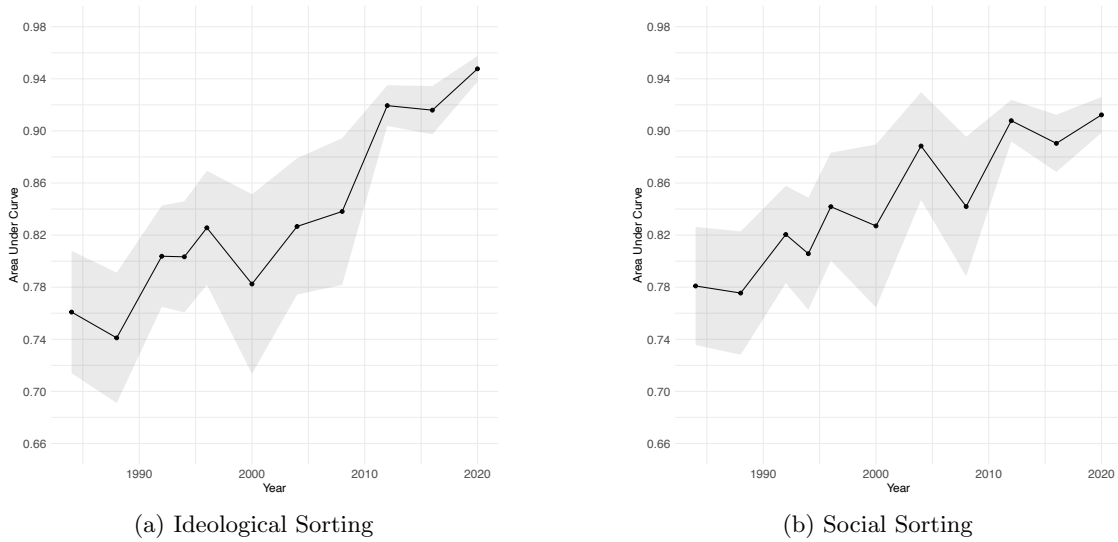 0.98
0.94
0.90
0.86
0.82
0.78
0.74
0.70
0.66
Area Under Curve
1990 2000 2010 2020
Year
(a) Ideological Sorting
0.98
0.94
0.90
0.86
0.82
0.78
0.74
0.70
0.66
Area Under Curve
1990 2000 2010 2020
Year
(b) Social Sorting